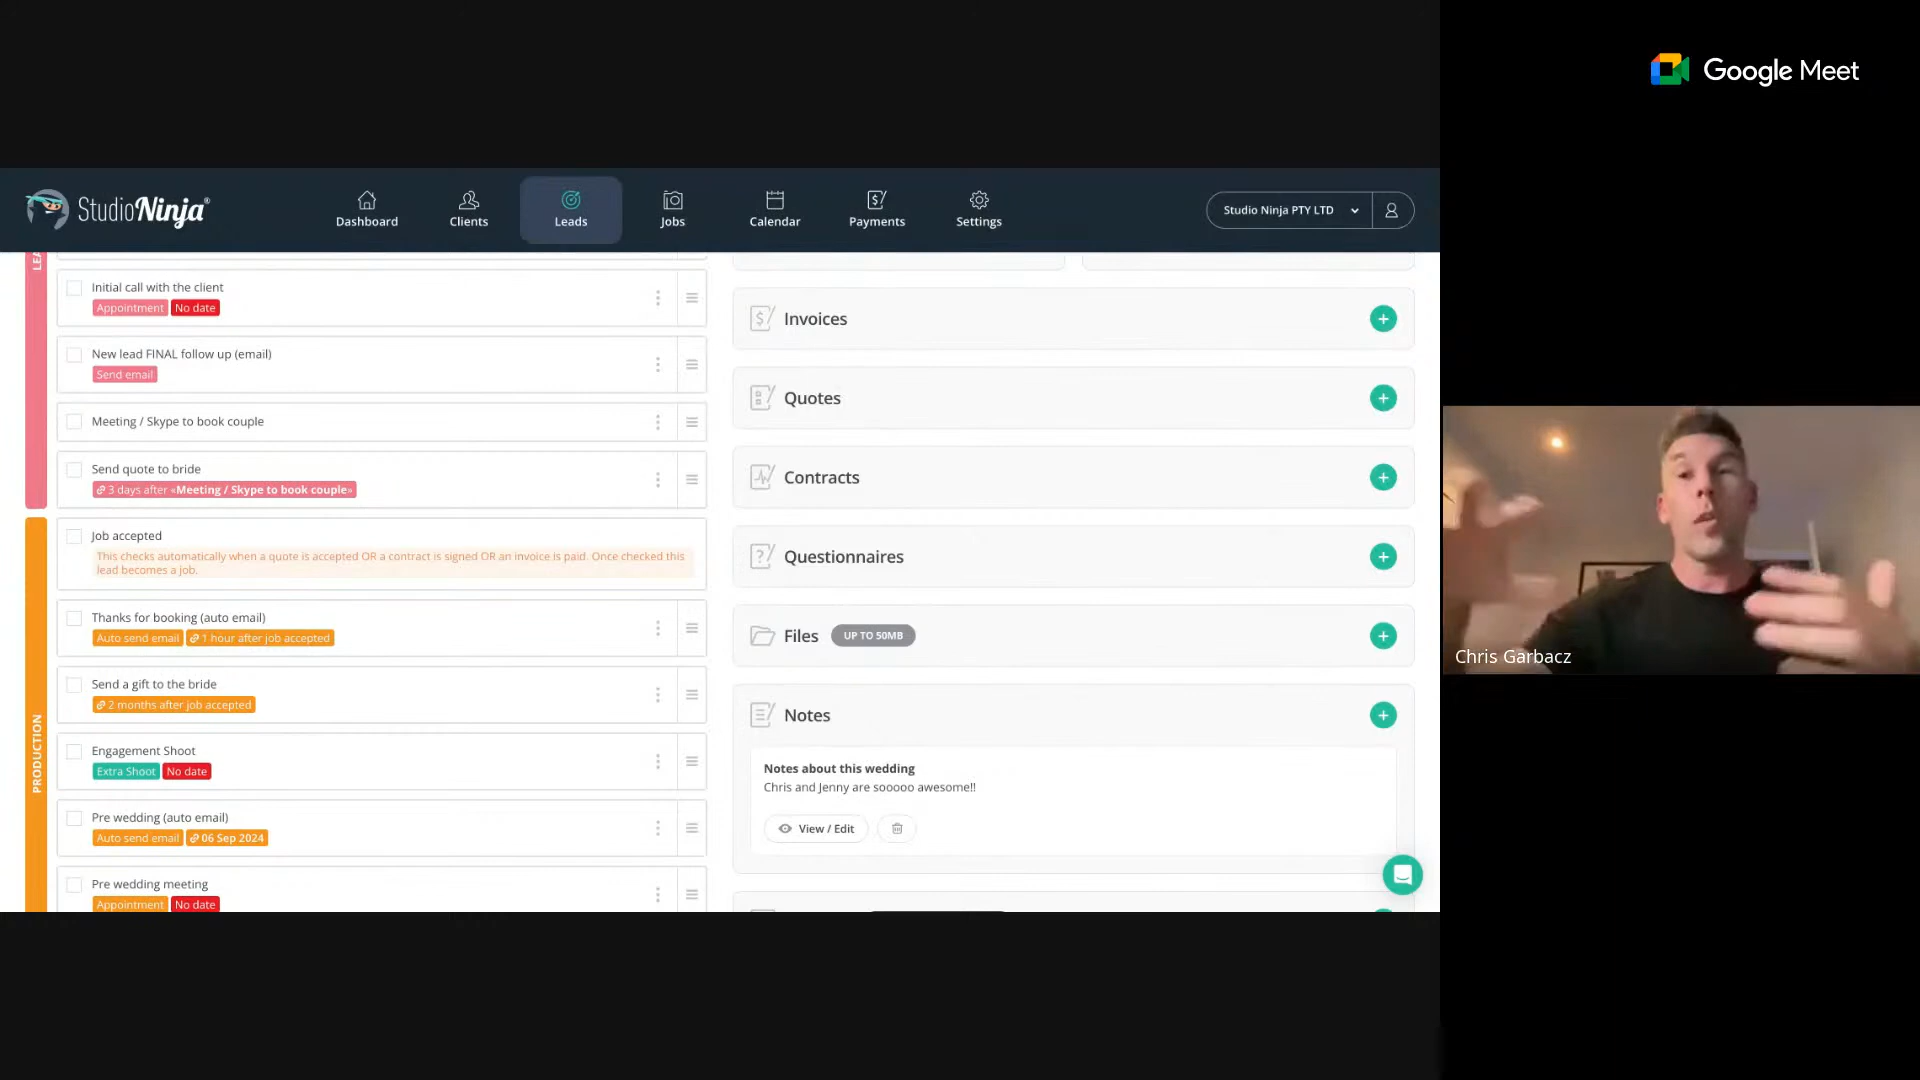 Google Meet
StudioNinja®
Dashboard
Clients
Leads
Jobs
Calendar
Payments
Settings
Studio Ninja PTY LTD
Initial call with the client
Appointment No date
New lead FINAL follow up (email)
Send email
Meeting / Skype to book couple
Send quote to bride
3 days after «Meeting / Skype to book couple»
Job accepted
This checks automatically when a quote is accepted OR a contract is signed OR an invoice is paid. Once checked this
lead becomes a job.
PRODUCTION
Thanks for booking (auto email)
Auto send email 1 hour after job accepted
Send a gift to the bride
2 months after job accepted
Engagement Shoot
Extra Shoot No date
Pre wedding (auto email)
Auto send email 06 Sep 2024
Pre wedding meeting
Appointment No date
Invoices
Quotes
Contracts
Questionnaires
Files UP TO 50MB
Notes
Notes about this wedding
Chris and Jenny are sooooo awesome!!
View / Edit
Chris Garbacz